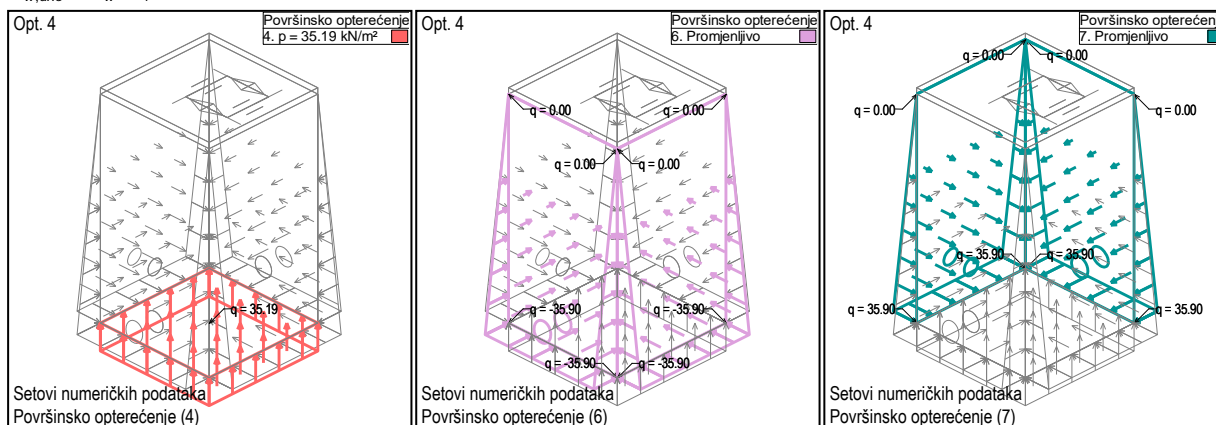 Opt. 4
Površinsko opterećenje
4. p = 35.19 kN/m²
q = 35.19
Setovi numeričkih podataka
Površinsko opterećenje (4)
Opt. 4
Površinsko opterećenje
6. Promjenljivo
q = 0.00
q = 0.00
q = 0.00
q = -35.90
q = -35.90
q = -35.90
q = -35.90
Setovi numeričkih podataka
Površinsko opterećenje (6)
Opt. 4
Površinsko opterećenje
7. Promjenljivo
q = 0.00
q = 0.00
q = 0.00
q = 0.00
q = 35.90
q = 35.90
q = 35.90
q = 35.90
Setovi numeričkih podataka
Površinsko opterećenje (7)